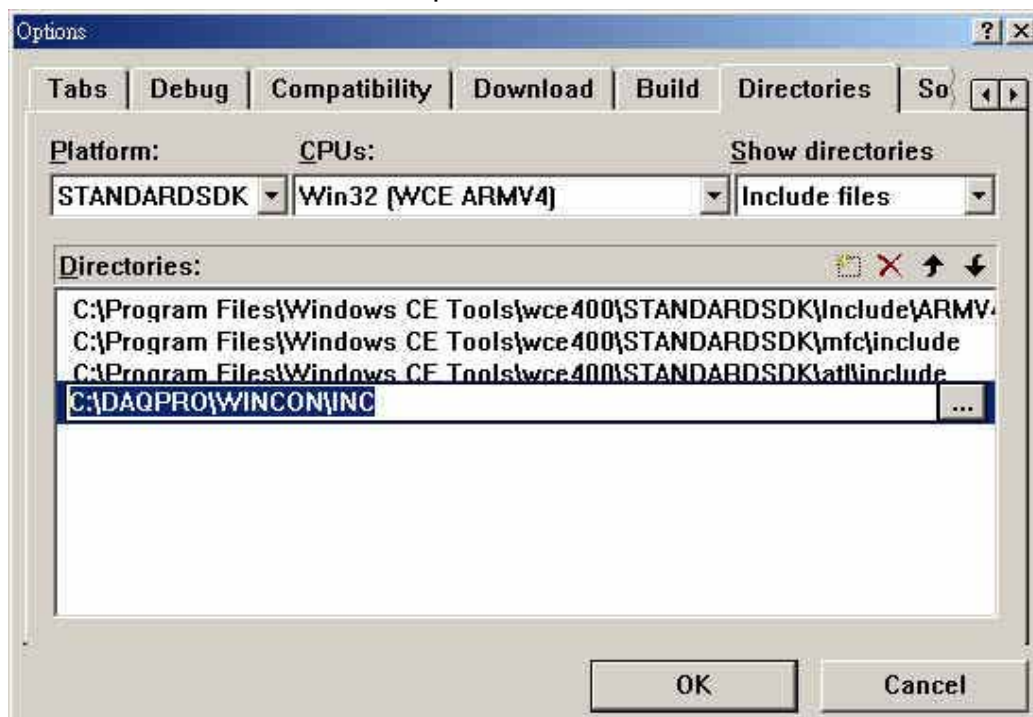 Options
Tabs Debug Compatibility Download Build Directories So
Platform: CPUs: Show directories
STANDARDSDK Win32 (WCE ARMV4) Include files
Directories:
C:\Program Files\Windows CE Tools\wce400\STANDARDSDK\Include\ARMV4
C:\Program Files\Windows CE Tools\wce400\STANDARDSDK\mfc\include
C:\Program Files\Windows CE Tools\wce400\STANDARDSDK\atl\include
C:\DAQPRO\WINCON\INC ...
OK Cancel